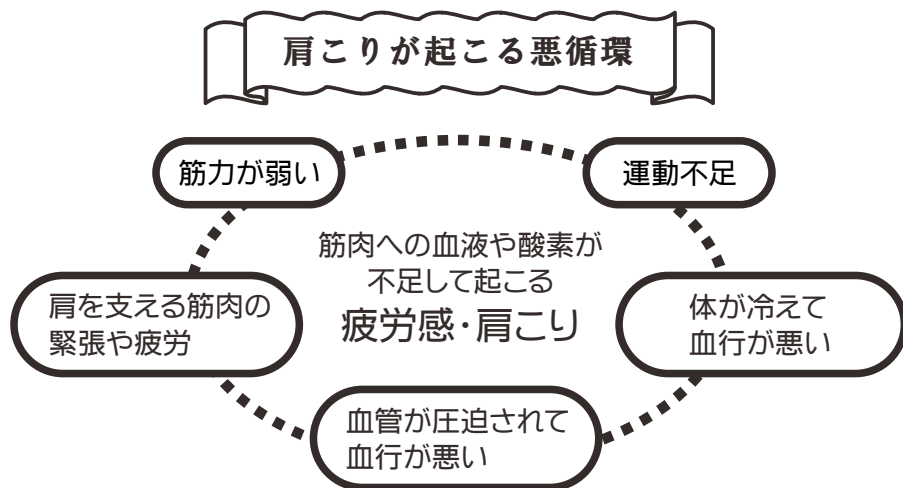 肩こりが起こる悪循環
筋力が弱い
運動不足
筋肉への血液や酸素が
不足して起こる
疲労感・肩こり
肩を支える筋肉の
緊張や疲労
体が冷えて
血行が悪い
血管が圧迫されて
血行が悪い